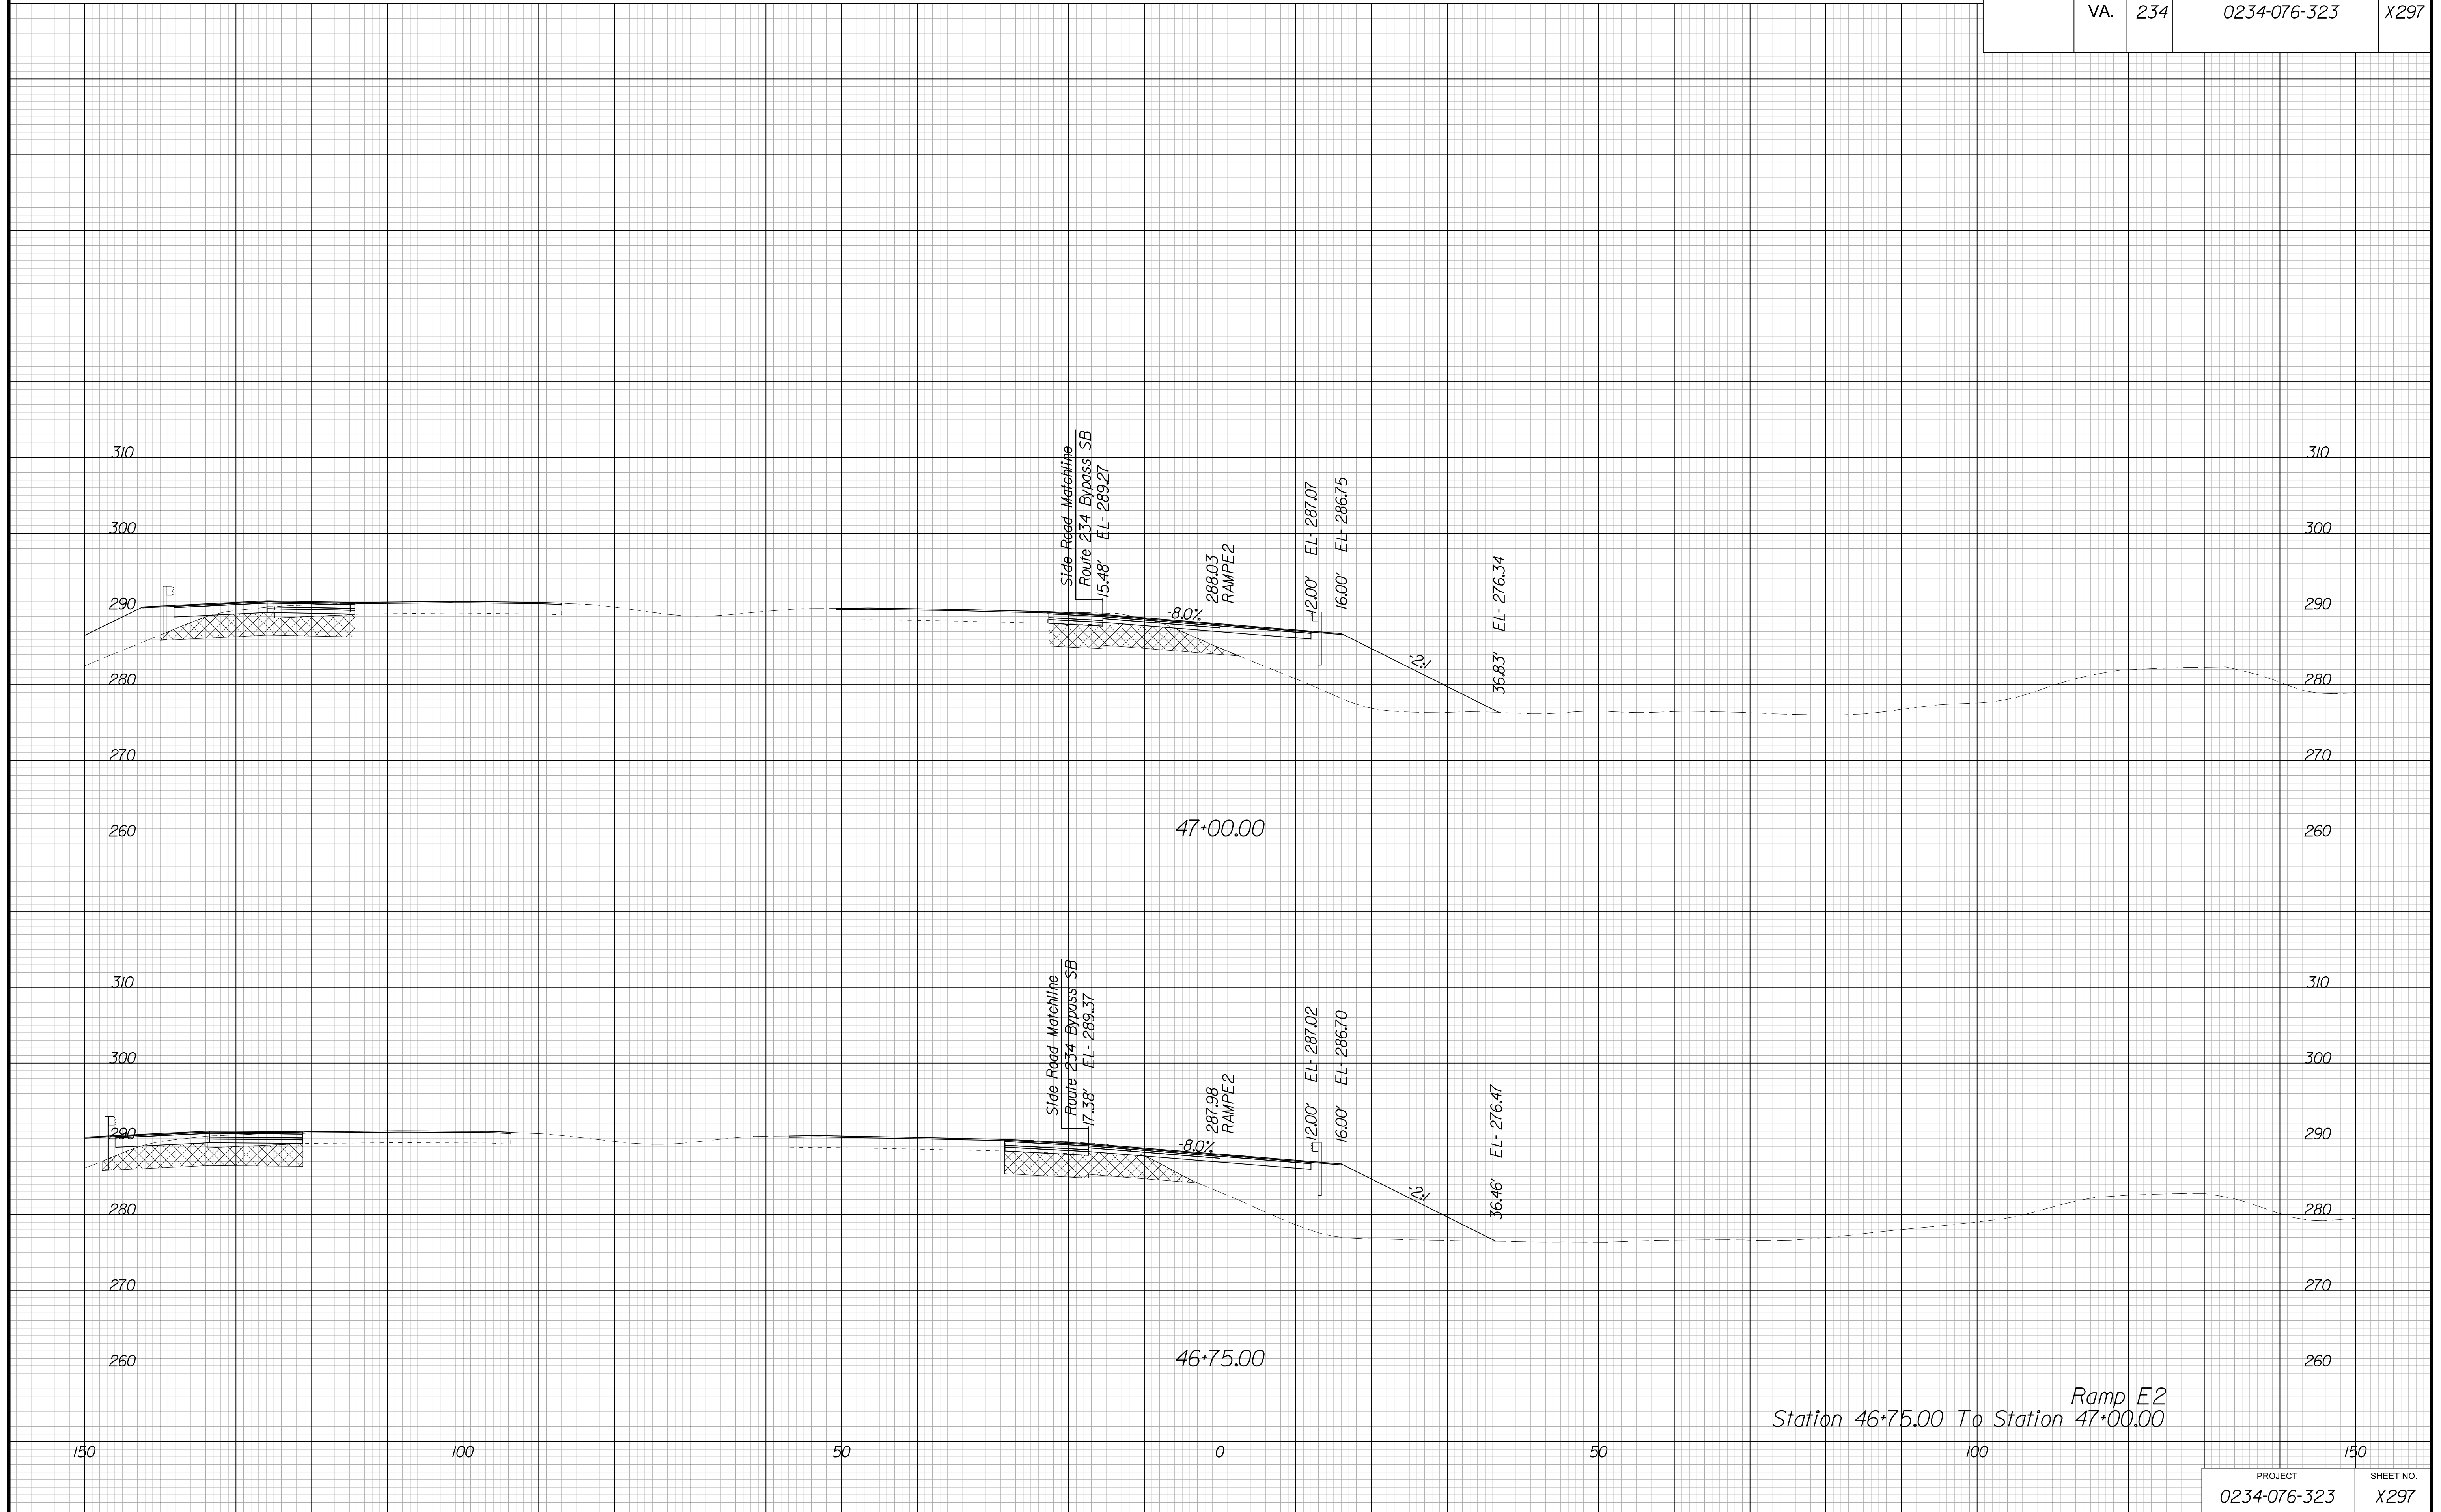 VA. 234 0234-076-323 X297
310 310
300 300
290 290
280 280
270 270
260 260
Side Road Matchline
Route 234 Bypass SB
15.48' EL- 289.27
-8.0%
288.03
RAMPE2
12.00' EL- 287.07
16.00' EL- 286.75
-2:1
36.83' EL- 276.34
47+00.00
310 310
300 300
290 290
280 280
270 270
260 260
Side Road Matchline
Route 234 Bypass SB
17.38' EL- 289.37
-8.0%
287.98
RAMPE2
12.00' EL- 287.02
16.00' EL- 286.70
-2:1
36.46' EL- 276.47
46+75.00
Ramp E2
Station 46+75.00 To Station 47+00.00
150 100 50 0 50 100 150
PROJECT SHEET NO.
0234-076-323 X297